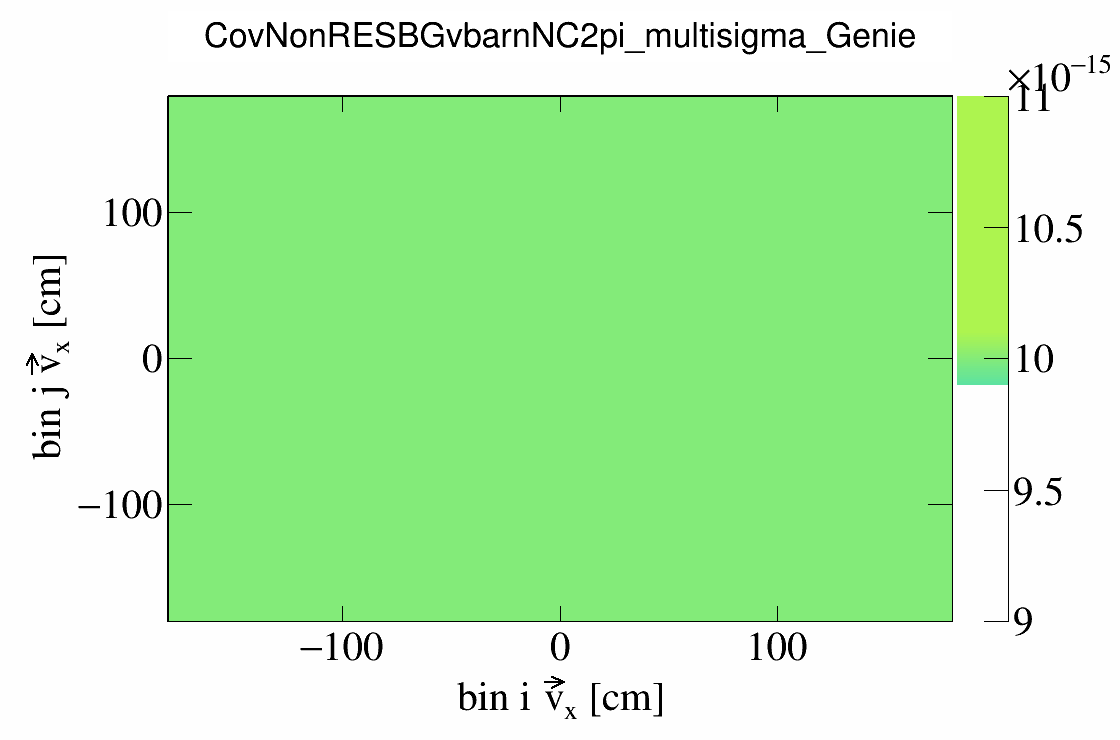 CovNonRESBGvbarnNC2pi_multisigma_Genie
×10−15
11
10.5
10
9.5
9
100
0
−100
bin j v⃗x [cm]
−100 0 100
bin i v⃗x [cm]